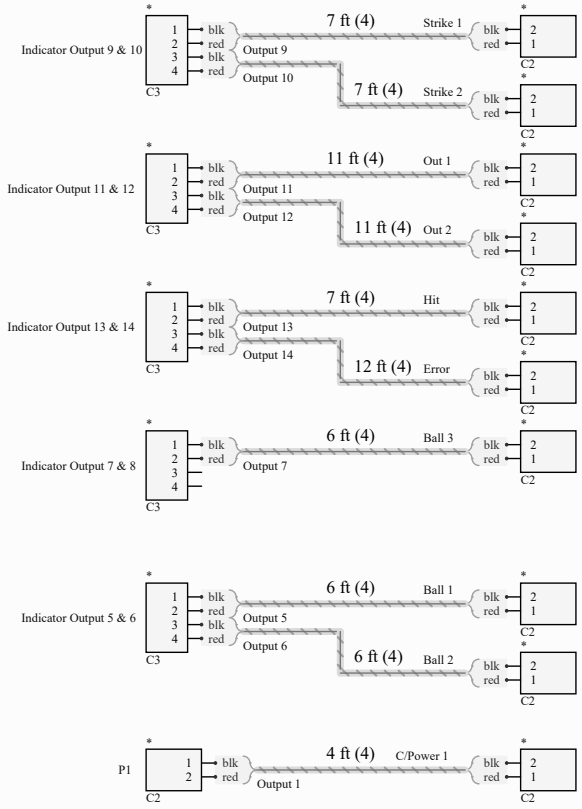 *
Indicator Output 9 & 10
1 blk
2 red
3 blk
4 red
C3
Output 9
Output 10
7 ft (4) Strike 1
*
blk 2
red 1
C2
7 ft (4) Strike 2
*
blk 2
red 1
C2
*
Indicator Output 11 & 12
1 blk
2 red
3 blk
4 red
C3
Output 11
Output 12
11 ft (4) Out 1
*
blk 2
red 1
C2
11 ft (4) Out 2
*
blk 2
red 1
C2
*
Indicator Output 13 & 14
1 blk
2 red
3 blk
4 red
C3
Output 13
Output 14
7 ft (4) Hit
*
blk 2
red 1
C2
12 ft (4) Error
*
blk 2
red 1
C2
*
Indicator Output 7 & 8
1 blk
2 red
3
4
C3
Output 7
6 ft (4) Ball 3
*
blk 2
red 1
C2
*
Indicator Output 5 & 6
1 blk
2 red
3 blk
4 red
C3
Output 5
Output 6
6 ft (4) Ball 1
*
blk 2
red 1
C2
6 ft (4) Ball 2
*
blk 2
red 1
C2
*
P1
1 blk
2 red
C2
Output 1
4 ft (4) C/Power 1
*
blk 2
red 1
C2